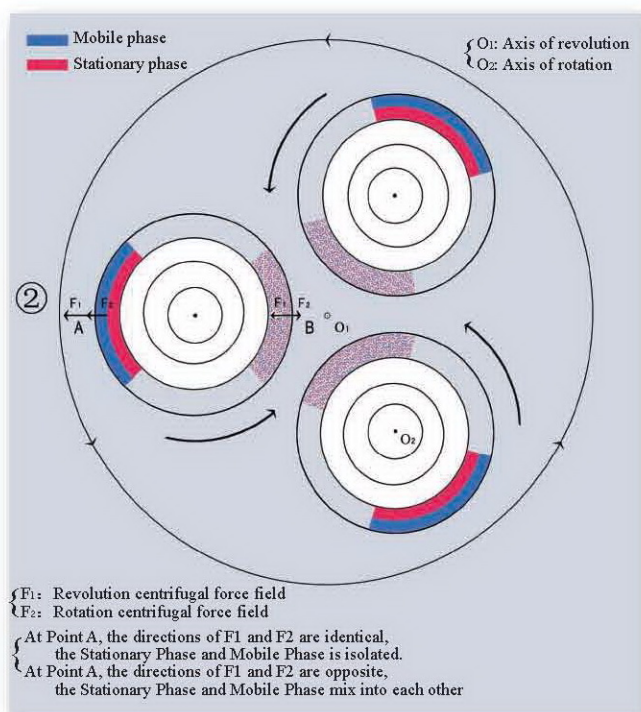 Mobile phase
Stationary phase
O1: Axis of revolution
O2: Axis of rotation
②
F1 F2
A
F1 F2
B O1
O2
F1: Revolution centrifugal force field
F2: Rotation centrifugal force field
At Point A, the directions of F1 and F2 are identical,
the Stationary Phase and Mobile Phase is isolated.
At Point A, the directions of F1 and F2 are opposite,
the Stationary Phase and Mobile Phase mix into each other